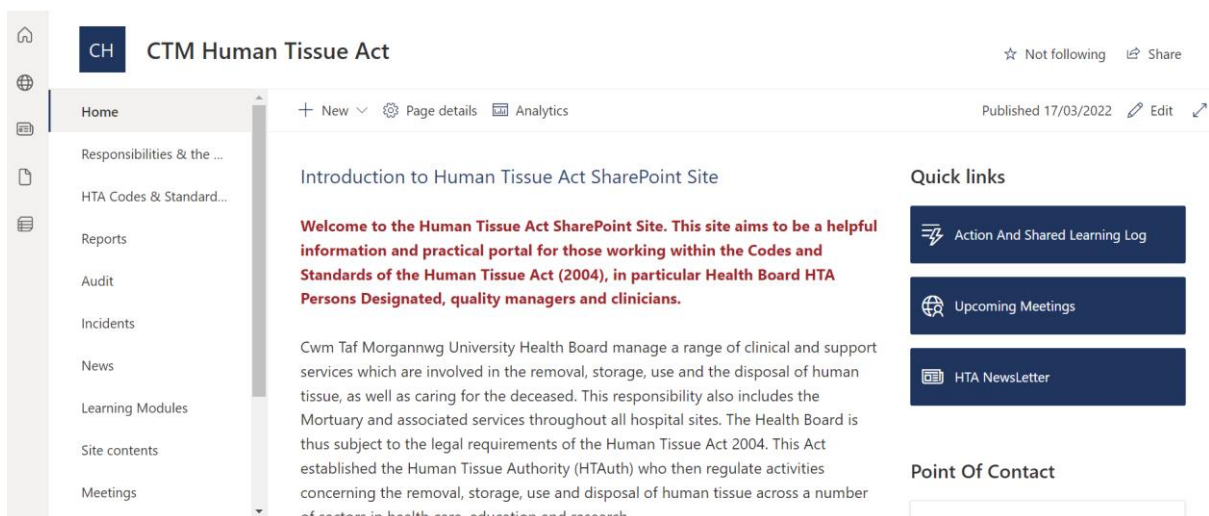 CH CTM Human Tissue Act
Not following Share
Home
Responsibilities & the ...
HTA Codes & Standard...
Reports
Audit
Incidents
News
Learning Modules
Site contents
Meetings
New Page details Analytics
Published 17/03/2022 Edit
Introduction to Human Tissue Act SharePoint Site
Welcome to the Human Tissue Act SharePoint Site. This site aims to be a helpful
information and practical portal for those working within the Codes and
Standards of the Human Tissue Act (2004), in particular Health Board HTA
Persons Designated, quality managers and clinicians.
Cwm Taf Morgannwg University Health Board manage a range of clinical and support
services which are involved in the removal, storage, use and the disposal of human
tissue, as well as caring for the deceased. This responsibility also includes the
Mortuary and associated services throughout all hospital sites. The Health Board is
thus subject to the legal requirements of the Human Tissue Act 2004. This Act
established the Human Tissue Authority (HTAuth) who then regulate activities
concerning the removal, storage, use and disposal of human tissue across a number
of sectors in health care, education and research.
Quick links
Action And Shared Learning Log
Upcoming Meetings
HTA NewsLetter
Point Of Contact